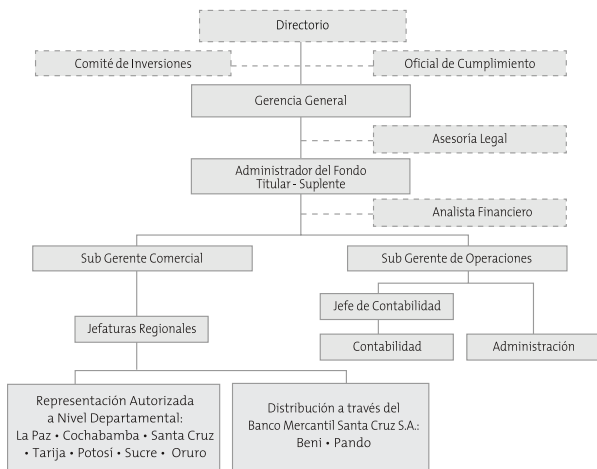 Directorio
Comité de Inversiones
Oficial de Cumplimiento
Gerencia General
Asesoría Legal
Administrador del Fondo
Titular - Suplente
Analista Financiero
Sub Gerente Comercial
Sub Gerente de Operaciones
Jefe de Contabilidad
Jefaturas Regionales
Contabilidad
Administración
Representación Autorizada
a Nivel Departamental:
La Paz • Cochabamba • Santa Cruz
• Tarija • Potosí • Sucre • Oruro
Distribución a través del
Banco Mercantil Santa Cruz S.A.:
Beni • Pando